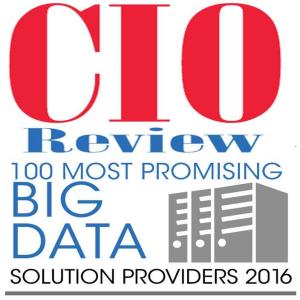 CIO
Review
100 MOST PROMISING
BIG
DATA
SOLUTION PROVIDERS 2016